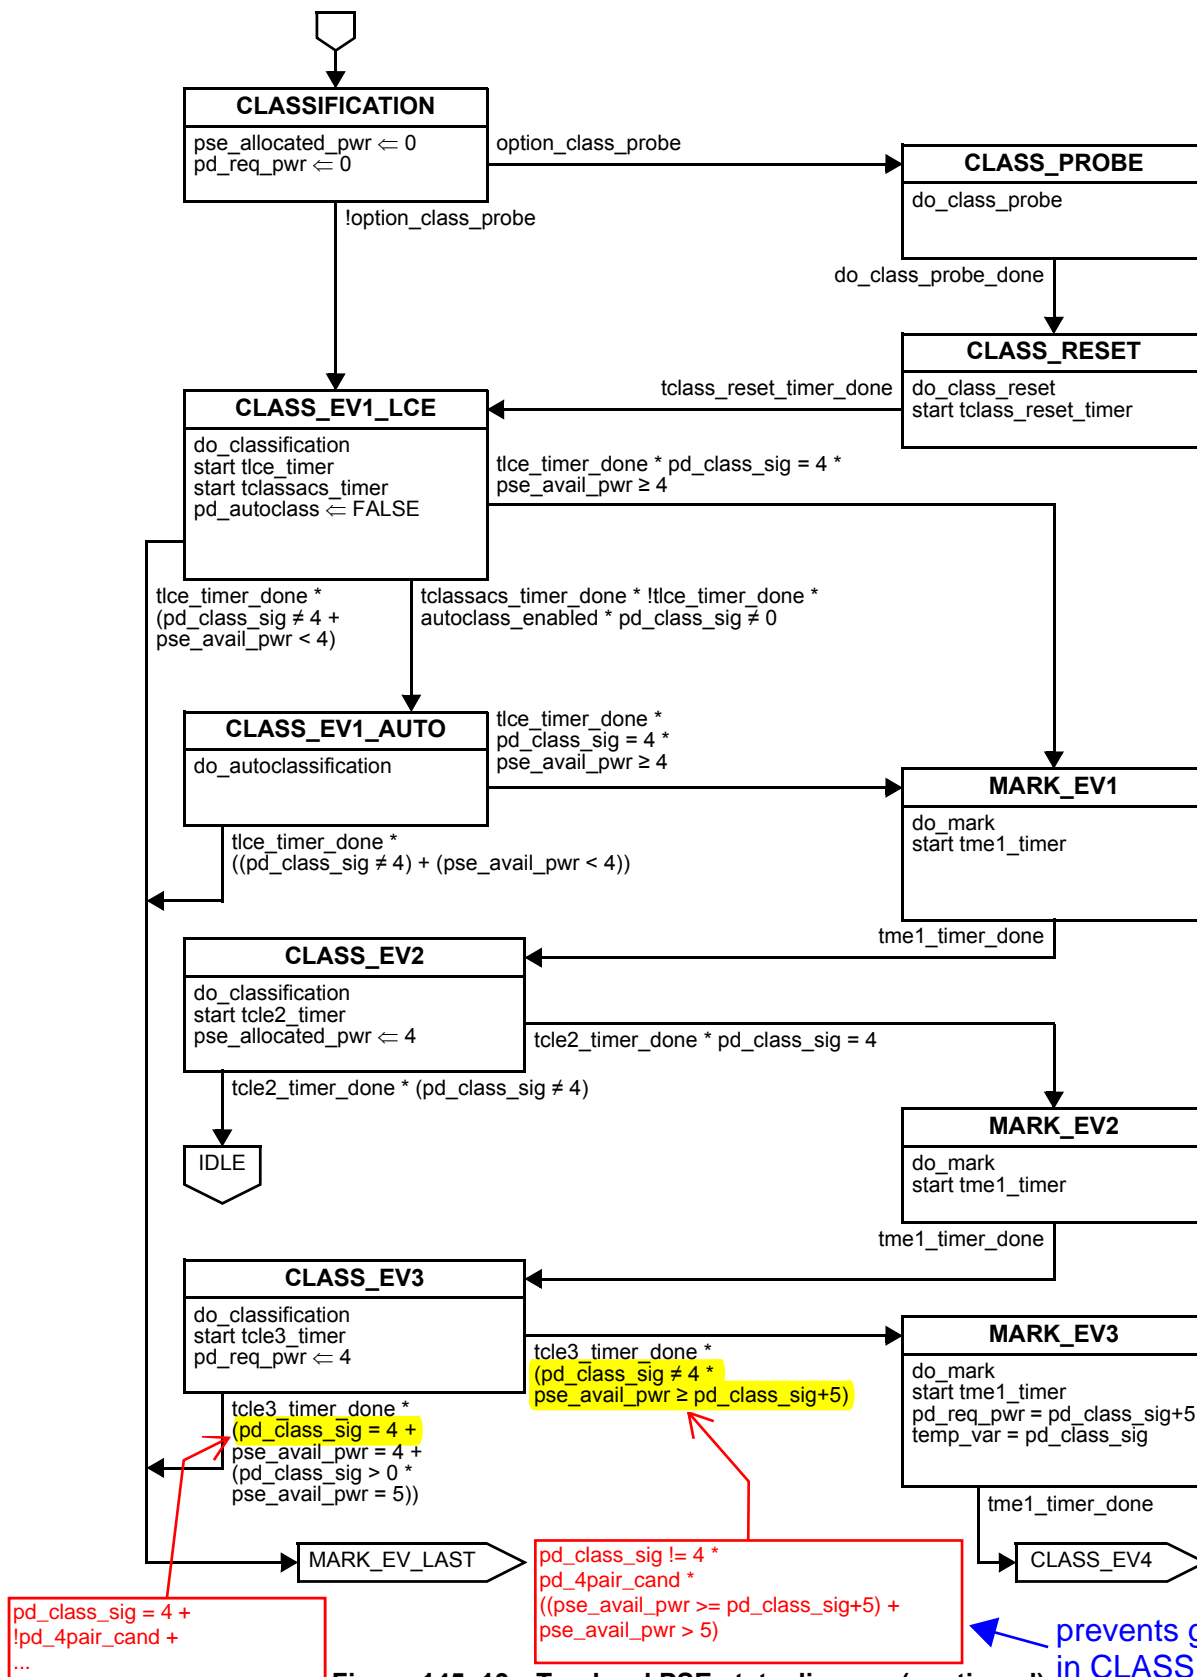 CLASSIFICATION
pse_allocated_pwr ⇐ 0
pd_req_pwr ⇐ 0
option_class_probe
!option_class_probe
CLASS_PROBE
do_class_probe
do_class_probe_done
CLASS_RESET
do_class_reset
start tclass_reset_timer
tclass_reset_timer_done
CLASS_EV1_LCE
do_classification
start tlce_timer
start tclassacs_timer
pd_autoclass ⇐ FALSE
tlce_timer_done * pd_class_sig = 4 *
pse_avail_pwr ≥ 4
tlce_timer_done *
(pd_class_sig ≠ 4 +
pse_avail_pwr < 4)
tclassacs_timer_done * !tlce_timer_done *
autoclass_enabled * pd_class_sig ≠ 0
CLASS_EV1_AUTO
do_autoclassification
tlce_timer_done *
pd_class_sig = 4 *
pse_avail_pwr ≥ 4
tlce_timer_done *
((pd_class_sig ≠ 4) + (pse_avail_pwr < 4))
MARK_EV1
do_mark
start tme1_timer
tme1_timer_done
CLASS_EV2
do_classification
start tcle2_timer
pse_allocated_pwr ⇐ 4
tcle2_timer_done * pd_class_sig = 4
tcle2_timer_done * (pd_class_sig ≠ 4)
IDLE
MARK_EV2
do_mark
start tme1_timer
tme1_timer_done
CLASS_EV3
do_classification
start tcle3_timer
pd_req_pwr ⇐ 4
tcle3_timer_done *
(pd_class_sig ≠ 4 *
pse_avail_pwr ≥ pd_class_sig+5)
tcle3_timer_done *
(pd_class_sig = 4 +
pse_avail_pwr = 4 +
(pd_class_sig > 0 *
pse_avail_pwr = 5))
MARK_EV3
do_mark
start tme1_timer
pd_req_pwr = pd_class_sig+5
temp_var = pd_class_sig
tme1_timer_done
MARK_EV_LAST
CLASS_EV4
pd_class_sig != 4 *
pd_4pair_cand *
((pse_avail_pwr >= pd_class_sig+5) +
pse_avail_pwr > 5)
pd_class_sig = 4 +
!pd_4pair_cand +
...
prevents
in CLASS